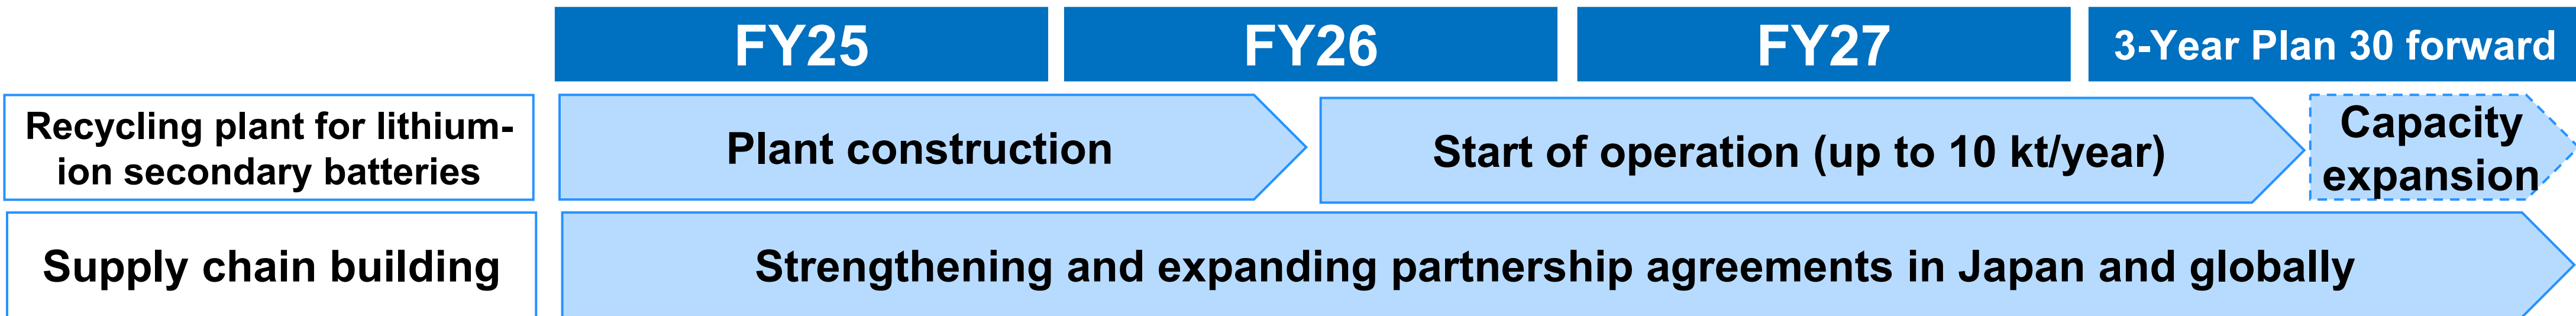 FY25 FY26 FY27 3-Year Plan 30 forward
Recycling plant for lithium-
ion secondary batteries
Plant construction
Start of operation (up to 10 kt/year)
Capacity
expansion
Supply chain building
Strengthening and expanding partnership agreements in Japan and globally